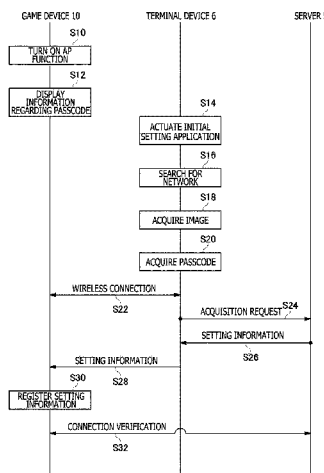 GAME DEVICE 10
TERMINAL DEVICE 6
SERVER
S10
TURN ON AP
FUNCTION
S12
DISPLAY
INFORMATION
REGARDING PASSCODE
S14
ACTUATE INITIAL
SETTING APPLICATION
S16
SEARCH FOR
NETWORK
S18
ACQUIRE IMAGE
S20
ACQUIRE PASSCODE
WIRELESS CONNECTION
S22
S24
ACQUISITION REQUEST
SETTING INFORMATION
S26
SETTING INFORMATION
S28
S30
REGISTER SETTING
INFORMATION
CONNECTION VERIFICATION
S32